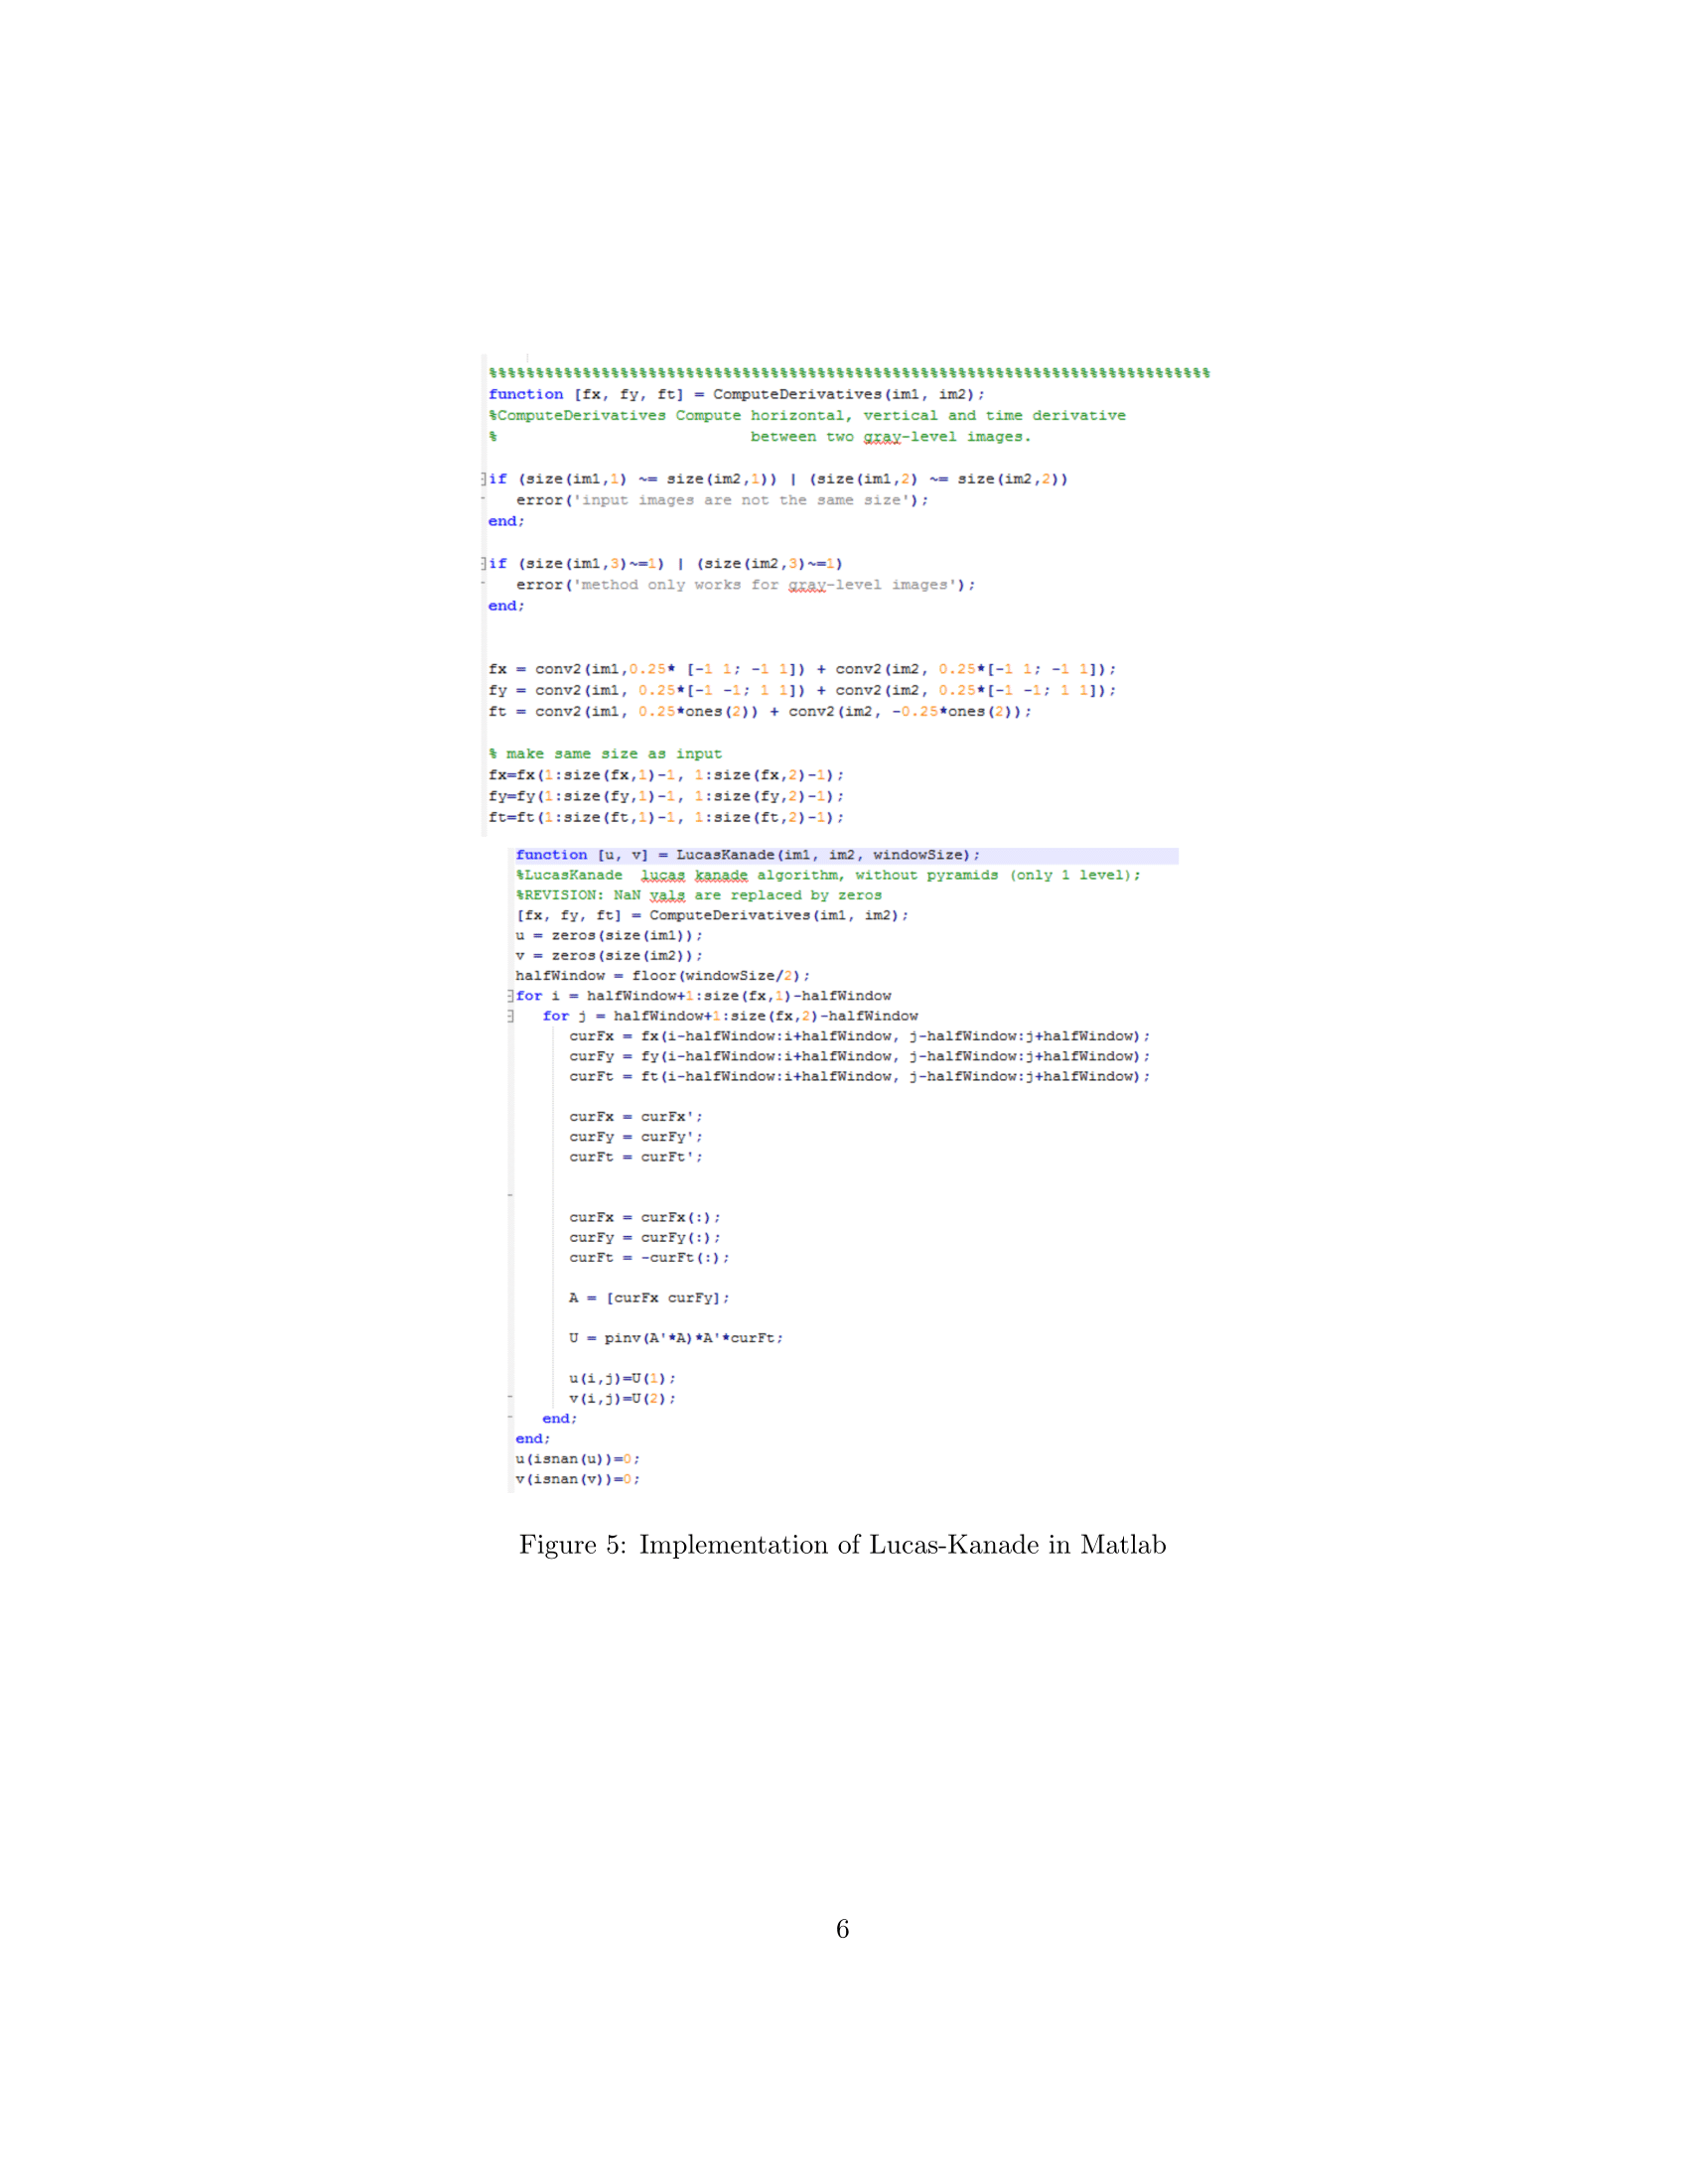 %%%%%%%%%%%%%%%%%%%%%%%%%%%%%%%%%%%%%%%%%%%%%%%%%%%%%%%%%%%%%%%%%%%%%%%%%%%%%%%
function [fx, fy, ft] = ComputeDerivatives(im1, im2);
%ComputeDerivatives Compute horizontal, vertical and time derivative
%                           between two gray-level images.
if (size(im1,1) ~= size(im2,1)) | (size(im1,2) ~= size(im2,2))
   error('input images are not the same size');
end;
if (size(im1,3)~=1) | (size(im2,3)~=1)
   error('method only works for gray-level images');
end;
fx = conv2(im1,0.25* [-1 1; -1 1]) + conv2(im2, 0.25*[-1 1; -1 1]);
fy = conv2(im1, 0.25*[-1 -1; 1 1]) + conv2(im2, 0.25*[-1 -1; 1 1]);
ft = conv2(im1, 0.25*ones(2)) + conv2(im2, -0.25*ones(2));
% make same size as input
fx=fx(1:size(fx,1)-1, 1:size(fx,2)-1);
fy=fy(1:size(fy,1)-1, 1:size(fy,2)-1);
ft=ft(1:size(ft,1)-1, 1:size(ft,2)-1);
function [u, v] = LucasKanade(im1, im2, windowSize);
%LucasKanade  lucas kanade algorithm, without pyramids (only 1 level);
%REVISION: NaN vals are replaced by zeros
[fx, fy, ft] = ComputeDerivatives(im1, im2);
u = zeros(size(im1));
v = zeros(size(im2));
halfWindow = floor(windowSize/2);
for i = halfWindow+1:size(fx,1)-halfWindow
   for j = halfWindow+1:size(fx,2)-halfWindow
      curFx = fx(i-halfWindow:i+halfWindow, j-halfWindow:j+halfWindow);
      curFy = fy(i-halfWindow:i+halfWindow, j-halfWindow:j+halfWindow);
      curFt = ft(i-halfWindow:i+halfWindow, j-halfWindow:j+halfWindow);
      curFx = curFx';
      curFy = curFy';
      curFt = curFt';
      curFx = curFx(:);
      curFy = curFy(:);
      curFt = -curFt(:);
      A = [curFx curFy];
      U = pinv(A'*A)*A'*curFt;
      u(i,j)=U(1);
      v(i,j)=U(2);
   end;
end;
u(isnan(u))=0;
v(isnan(v))=0;
Figure 5: Implementation of Lucas-Kanade in Matlab
6